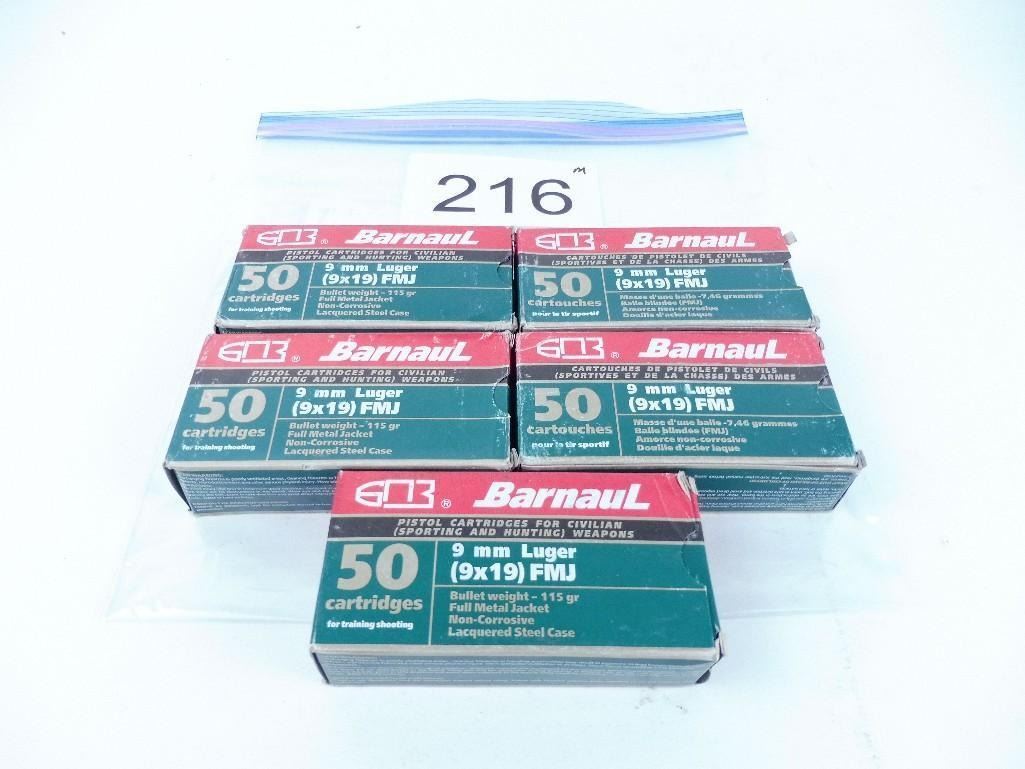 216 M
БПЗ ® Barnaul
PISTOL CARTRIDGES FOR CIVILIAN
(SPORTING AND HUNTING) WEAPONS
50
cartridges
for training shooting
9 mm Luger
(9x19) FMJ
Bullet weight - 115 gr
Full Metal Jacket
Non-Corrosive
Lacquered Steel Case
БПЗ ® Barnaul
CARTOUCHES DE PISTOLET DE CIVILS
(SPORTIVES ET DE LA CHASSE) DES ARMES
50
cartouches
pour le tir sportif
9 mm Luger
(9x19) FMJ
Masse d'une balle -7,46 grammes
Balle blindée (FMJ)
Amorce non-corrosive
Douille d'acier laque
БПЗ ® Barnaul
PISTOL CARTRIDGES FOR CIVILIAN
(SPORTING AND HUNTING) WEAPONS
50
cartridges
for training shooting
9 mm Luger
(9x19) FMJ
Bullet weight - 115 gr
Full Metal Jacket
Non-Corrosive
Lacquered Steel Case
БПЗ ® Barnaul
CARTOUCHES DE PISTOLET DE CIVILS
(SPORTIVES ET DE LA CHASSE) DES ARMES
50
cartouches
pour le tir sportif
9 mm Luger
(9x19) FMJ
Masse d'une balle -7,46 grammes
Balle blindée (FMJ)
Amorce non-corrosive
Douille d'acier laque
БПЗ ® Barnaul
PISTOL CARTRIDGES FOR CIVILIAN
(SPORTING AND HUNTING) WEAPONS
50
cartridges
for training shooting
9 mm Luger
(9x19) FMJ
Bullet weight - 115 gr
Full Metal Jacket
Non-Corrosive
Lacquered Steel Case